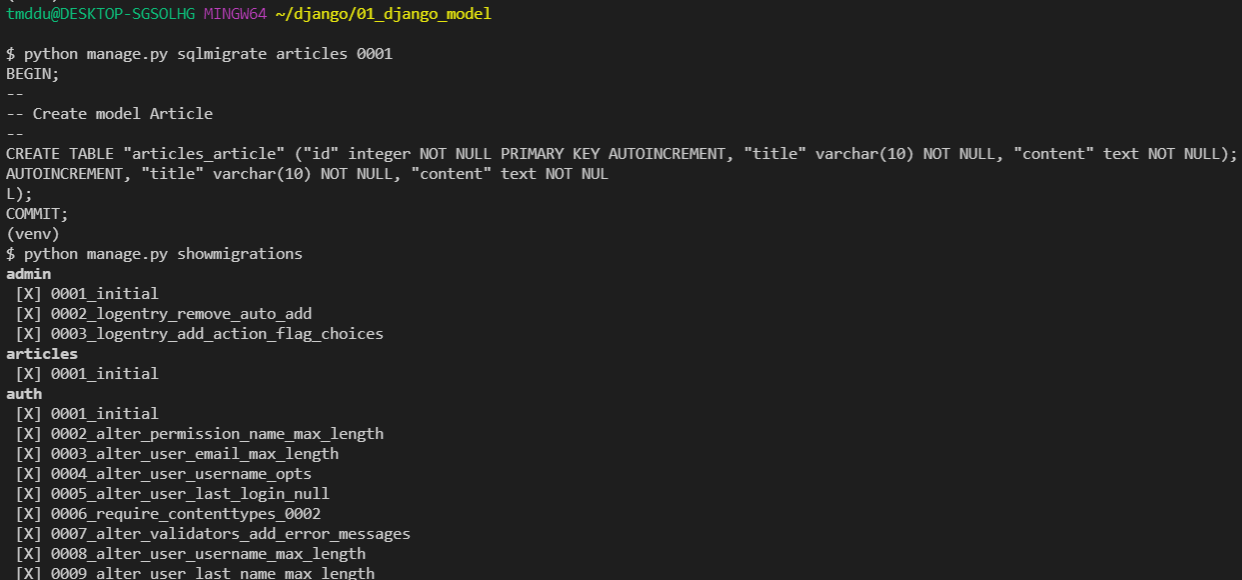 tmddu@DESKTOP-SGSOLHG MINGW64 ~/django/01_django_model
$ python manage.py sqlmigrate articles 0001
BEGIN;
--
-- Create model Article
--
CREATE TABLE "articles_article" ("id" integer NOT NULL PRIMARY KEY AUTOINCREMENT, "title" varchar(10) NOT NULL, "content" text NOT NULL);
AUTOINCREMENT, "title" varchar(10) NOT NULL, "content" text NOT NUL
L);
COMMIT;
(venv)
$ python manage.py showmigrations
admin
[X] 0001_initial
[X] 0002_logentry_remove_auto_add
[X] 0003_logentry_add_action_flag_choices
articles
[X] 0001_initial
auth
[X] 0001_initial
[X] 0002_alter_permission_name_max_length
[X] 0003_alter_user_email_max_length
[X] 0004_alter_user_username_opts
[X] 0005_alter_user_last_login_null
[X] 0006_require_contenttypes_0002
[X] 0007_alter_validators_add_error_messages
[X] 0008_alter_user_username_max_length
[X] 0009_alter_user_last_name_max_length